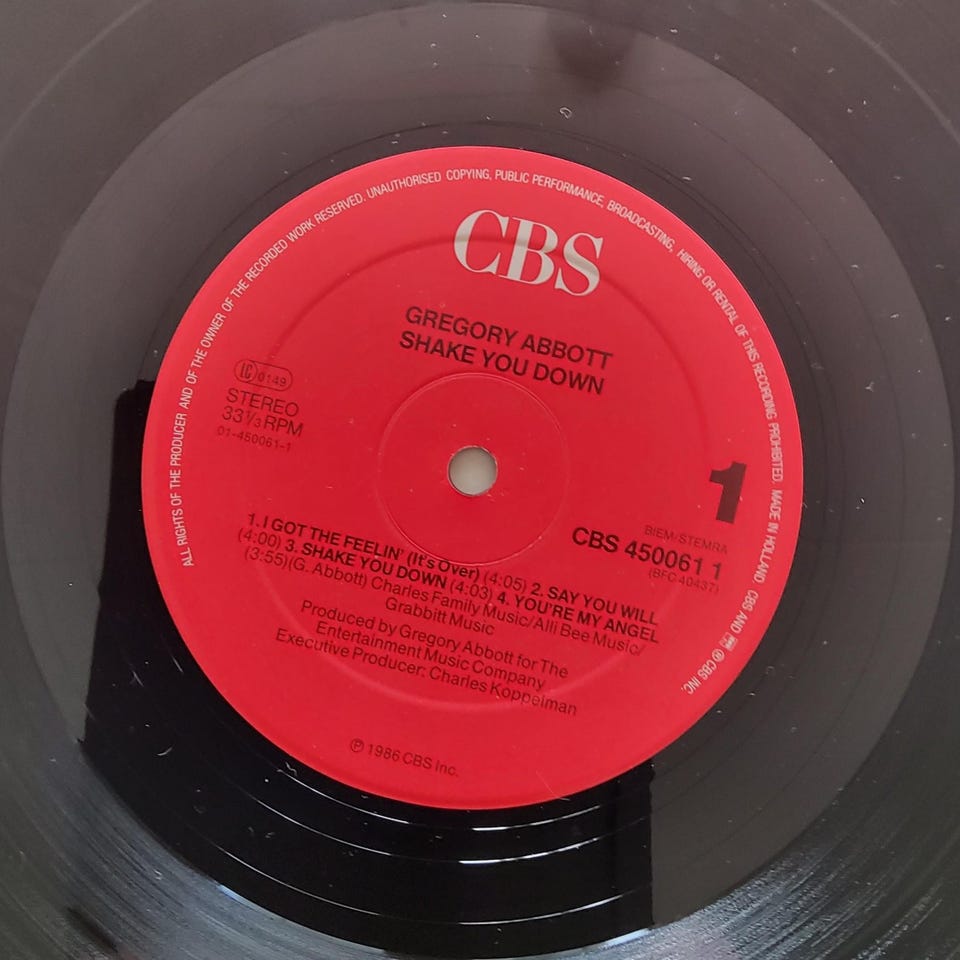 ALL RIGHTS OF THE PRODUCER AND OF THE OWNER OF THE RECORDED WORK RESERVED. UNAUTHORISED COPYING, PUBLIC PERFORMANCE, BROADCASTING, HIRING OR RENTAL OF THIS RECORDING PROHIBITED. MADE IN HOLLAND. CBS AND ℗ CBS INC.
CBS
GREGORY ABBOTT
SHAKE YOU DOWN
LC 0149
STEREO
33 1/3 RPM
01-450061-1
1
BIEM/STEMRA
CBS 450061 1
(BFC 40437)
1. I GOT THE FEELIN' (It's Over) (4:05) 2. SAY YOU WILL
(4:00) 3. SHAKE YOU DOWN (4:03) 4. YOU'RE MY ANGEL
(3:55)(G. Abbott) Charles Family Music/Alli Bee Music/
Grabbitt Music
Produced by Gregory Abbott for The
Entertainment Music Company
Executive Producer: Charles Koppelman
℗ 1986 CBS Inc.